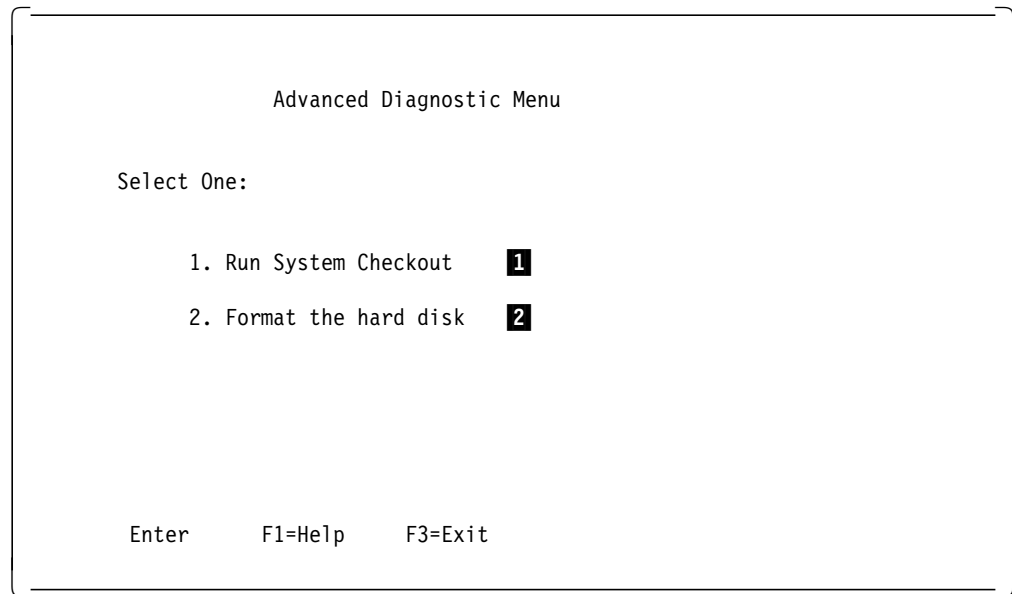 Advanced Diagnostic Menu
Select One:
1. Run System Checkout 1
2. Format the hard disk 2
Enter F1=Help F3=Exit